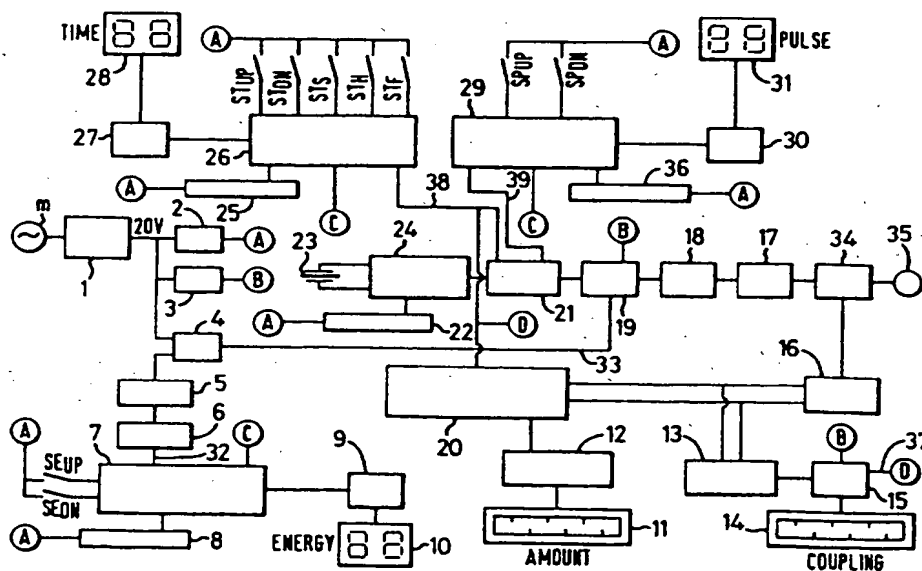 TIME
28
A
STUP
STDN
STS
STH
STF
SPUP
SPDN
A
PULSE
31
29
27
26
30
A
25
C
38
39
C
36
A
m
20V
2
A
1
3
B
23
24
B
18
17
34
35
21
19
A
22
D
4
33
16
5
6
20
12
13
B
37
D
A
7
32
C
9
15
SEUP
SEDN
A
8
ENERGY
10
11
14
AMOUNT
COUPLING